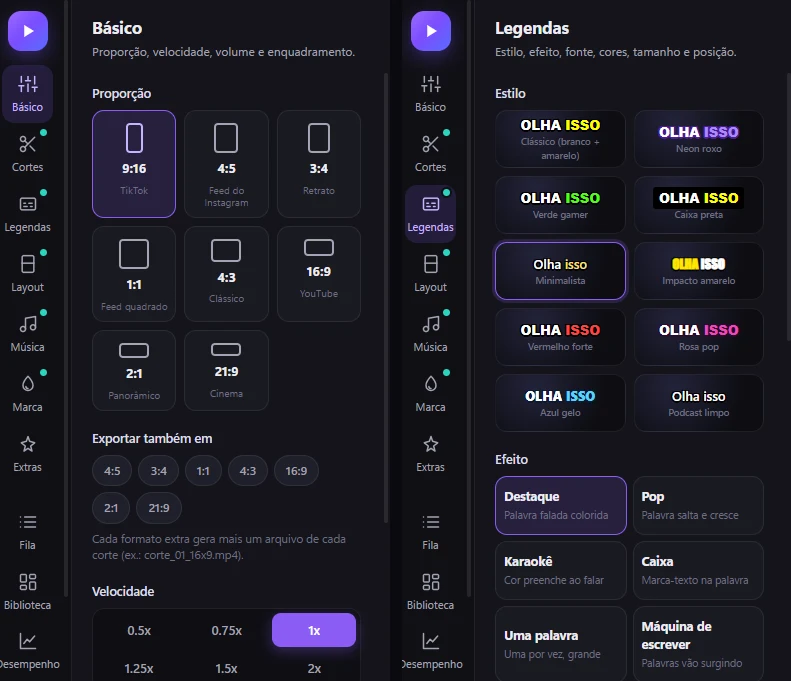 Básico
Cortes
Legendas
Layout
Música
Marca
Extras
Fila
Biblioteca
Desempenho
Básico
Proporção, velocidade, volume e enquadramento.
Proporção
9:16
TikTok
4:5
Feed do
Instagram
3:4
Retrato
1:1
Feed quadrado
4:3
Clássico
16:9
YouTube
2:1
Panorâmico
21:9
Cinema
Exportar também em
4:5 3:4 1:1 4:3 16:9
2:1 21:9
Cada formato extra gera mais um arquivo de cada
corte (ex.: corte_01_16x9.mp4).
Velocidade
0.5x 0.75x 1x
1.25x 1.5x 2x
Básico
Cortes
Legendas
Layout
Música
Marca
Extras
Fila
Biblioteca
Desempenho
Legendas
Estilo, efeito, fonte, cores, tamanho e posição.
Estilo
OLHA ISSO
Clássico (branco +
amarelo)
OLHA ISSO
Neon roxo
OLHA ISSO
Verde gamer
OLHA ISSO
Caixa preta
Olha isso
Minimalista
OLHA ISSO
Impacto amarelo
OLHA ISSO
Vermelho forte
OLHA ISSO
Rosa pop
OLHA ISSO
Azul gelo
Olha isso
Podcast limpo
Efeito
Destaque
Palavra falada colorida
Pop
Palavra salta e cresce
Karaokê
Cor preenche ao falar
Caixa
Marca-texto na palavra
Uma palavra
Uma por vez, grande
Máquina de
escrever
Palavras vão surgindo